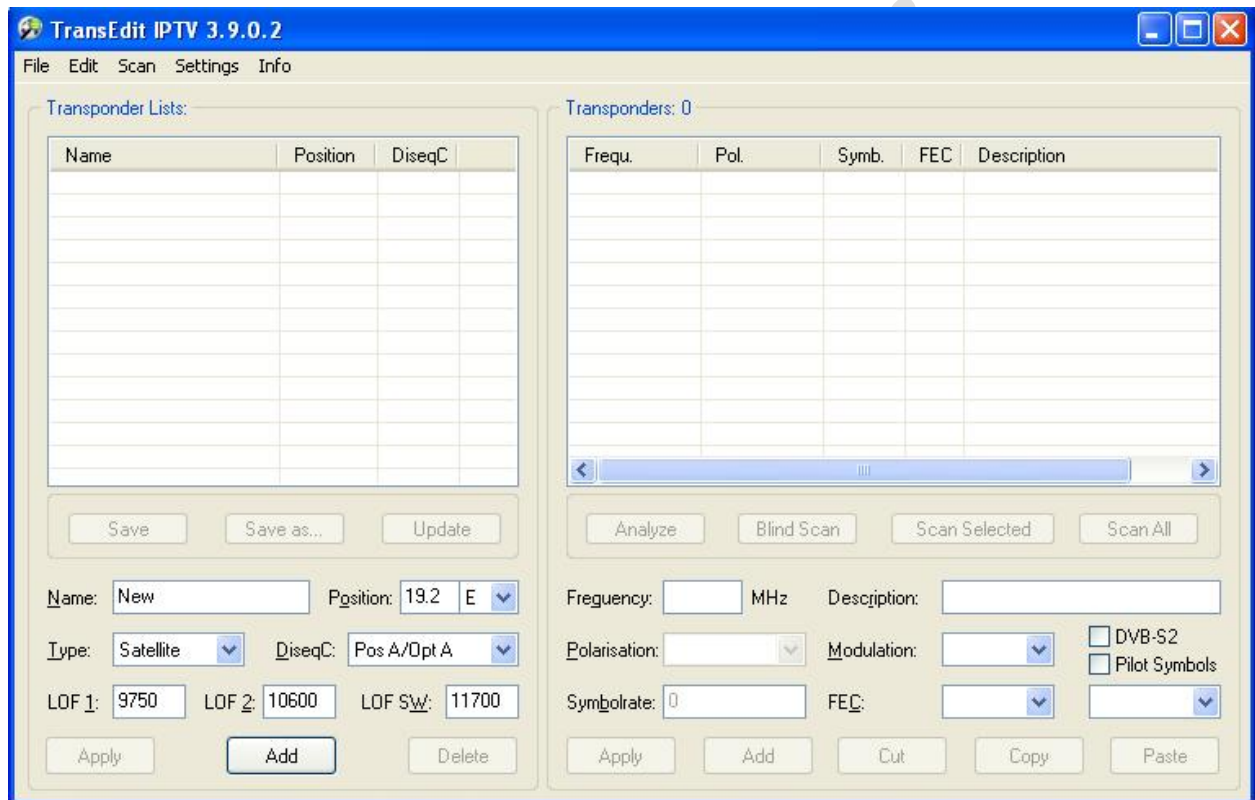 TransEdit IPTV 3.9.0.2
File Edit Scan Settings Info
Transponder Lists:
Name Position DiseqC
Save Save as... Update
Name: New Position: 19.2 E
Type: Satellite DiseqC: Pos A/Opt A
LOF 1: 9750 LOF 2: 10600 LOF SW: 11700
Apply Add Delete
Transponders: 0
Frequ. Pol. Symb. FEC Description
Analyze Blind Scan Scan Selected Scan All
Frequency: MHz Description:
Polarisation: Modulation: DVB-S2
Pilot Symbols
Symbolrate: 0 FEC:
Apply Add Cut Copy Paste